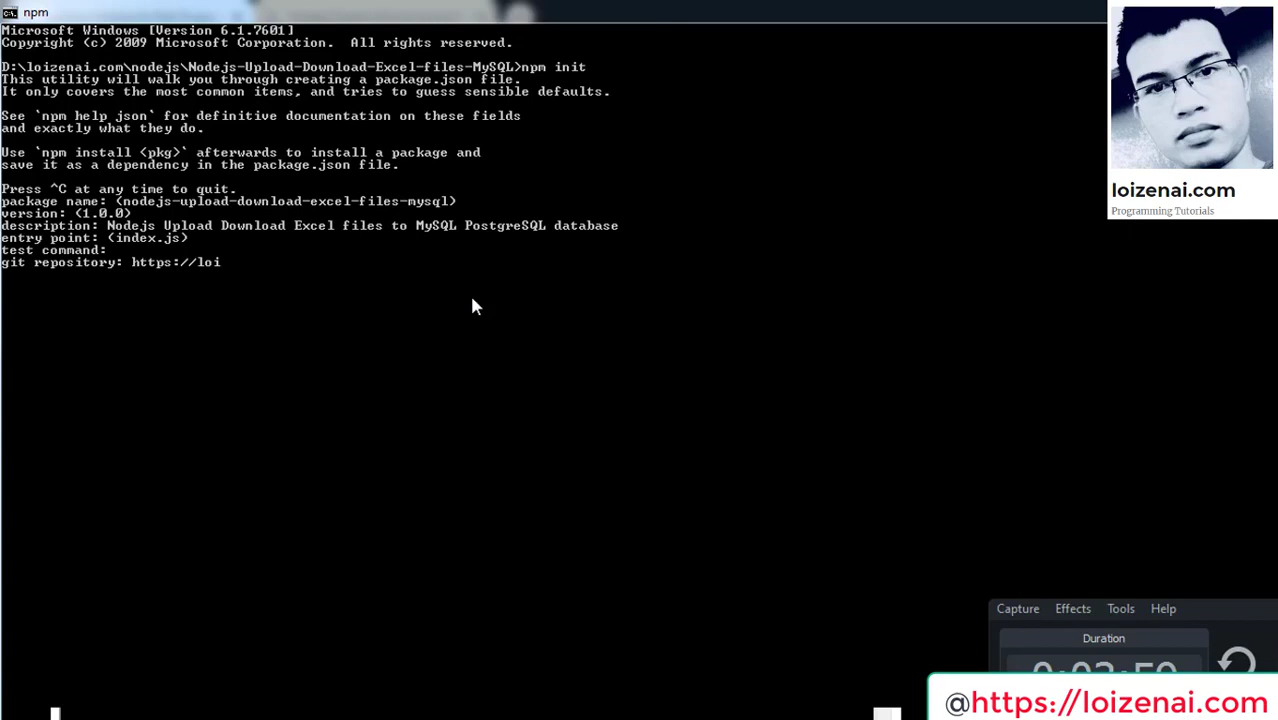 npm
Microsoft Windows [Version 6.1.7601]
Copyright (c) 2009 Microsoft Corporation.  All rights reserved.
D:\loizenai.com\nodejs\Nodejs-Upload-Download-Excel-files-MySQL>npm init
This utility will walk you through creating a package.json file.
It only covers the most common items, and tries to guess sensible defaults.
See `npm help json` for definitive documentation on these fields
and exactly what they do.
Use `npm install <pkg>` afterwards to install a package and
save it as a dependency in the package.json file.
Press ^C at any time to quit.
package name: (nodejs-upload-download-excel-files-mysql)
version: (1.0.0)
description: Nodejs Upload Download Excel files to MySQL PostgreSQL database
entry point: (index.js)
test command:
git repository: https://loi
loizenai.com
Programming Tutorials
Capture Effects Tools Help
Duration
@https://loizenai.com